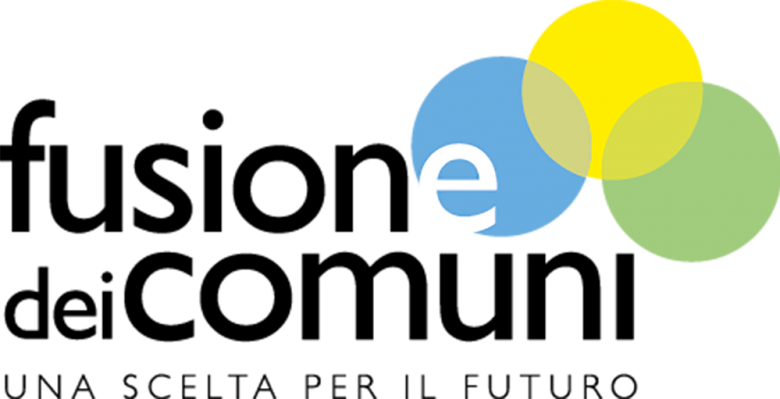 fusione
dei comuni
UNA SCELTA PER IL FUTURO